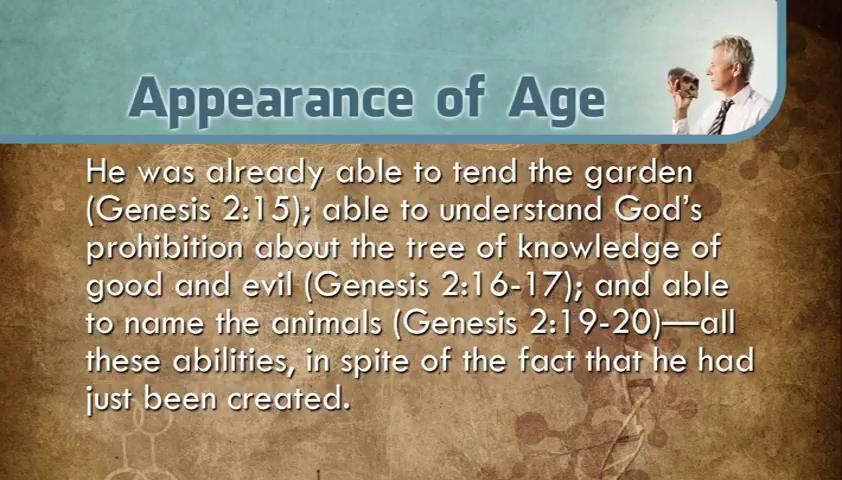 Appearance of Age
He was already able to tend the garden
(Genesis 2:15); able to understand God’s
prohibition about the tree of knowledge of
good and evil (Genesis 2:16-17); and able
to name the animals (Genesis 2:19-20)—all
these abilities, in spite of the fact that he had
just been created.